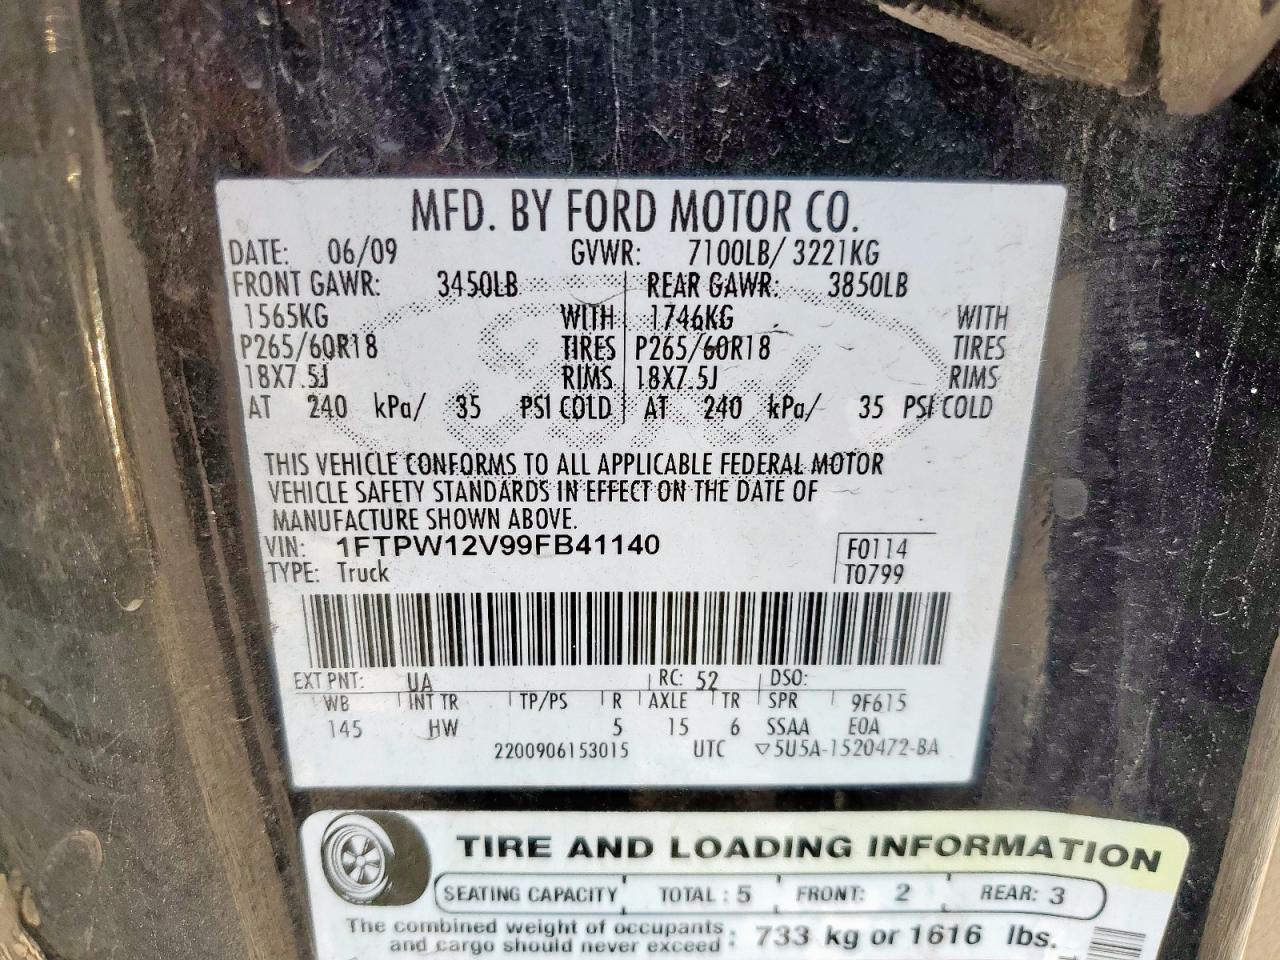 MFD. BY FORD MOTOR CO.
DATE: 06/09 GVWR: 7100LB/ 3221KG
FRONT GAWR: 3450LB REAR GAWR: 3850LB
1565KG WITH 1746KG WITH
P265/60R18 TIRES P265/60R18 TIRES
18X7.5J RIMS 18X7.5J RIMS
AT 240 kPa/ 35 PSI COLD AT 240 kPa/ 35 PSI COLD
THIS VEHICLE CONFORMS TO ALL APPLICABLE FEDERAL MOTOR
VEHICLE SAFETY STANDARDS IN EFFECT ON THE DATE OF
MANUFACTURE SHOWN ABOVE.
VIN: 1FTPW12V99FB41140 F0114
TYPE: Truck T0799
EXT PNT: UA RC: 52 DSO:
WB INT TR TP/PS R AXLE TR SPR 9F615
145 HW 5 15 6 SSAA E0A
2200906153015 UTC ▽5U5A-1520472-BA
TIRE AND LOADING INFORMATION
SEATING CAPACITY TOTAL : 5 FRONT: 2 REAR: 3
The combined weight of occupants
and cargo should never exceed : 733 kg or 1616 lbs.